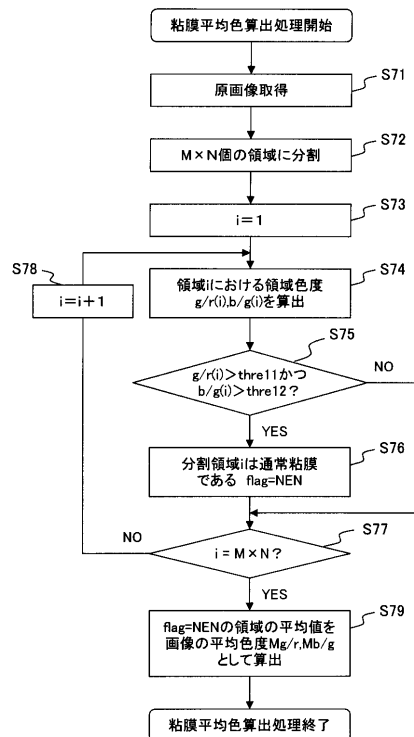 粘膜平均色算出処理開始
S71
原画像取得
S72
M×N個の領域に分割
S73
i=1
S78
i=i+1
S74
領域iにおける領域色度
g/r(i),b/g(i)を算出
S75
g/r(i)>thre11かつ
b/g(i)>thre12?
NO
YES
S76
分割領域iは通常粘膜
である flag=NEN
S77
NO
i=M×N?
YES
S79
flag=NENの領域の平均値を
画像の平均色度Mg/r,Mb/g
として算出
粘膜平均色算出処理終了